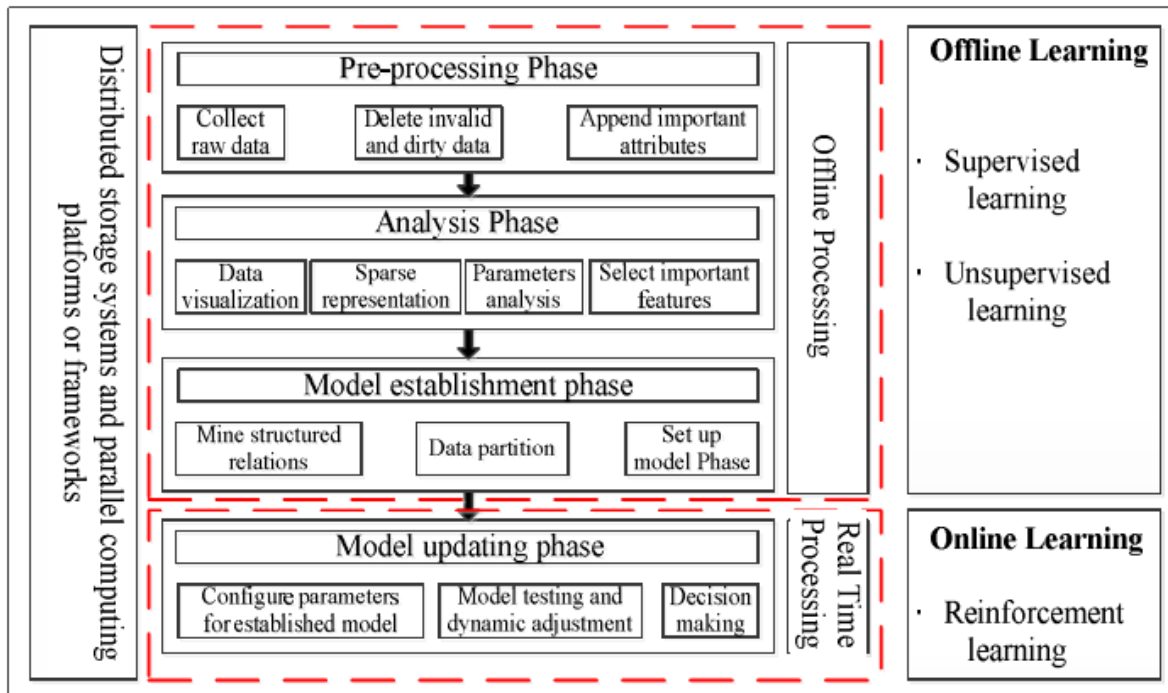 Distributed storage systems and parallel computing
platforms or frameworks
Pre-processing Phase
Collect
raw data
Delete invalid
and dirty data
Append important
attributes
Analysis Phase
Data
visualization
Sparse
representation
Parameters
analysis
Select important
features
Model establishment phase
Mine structured
relations
Data partition
Set up
model Phase
Offline Processing
Model updating phase
Configure parameters
for established model
Model testing and
dynamic adjustment
Decision
making
Real Time
Processing
Offline Learning
· Supervised
learning
· Unsupervised
learning
Online Learning
· Reinforcement
learning